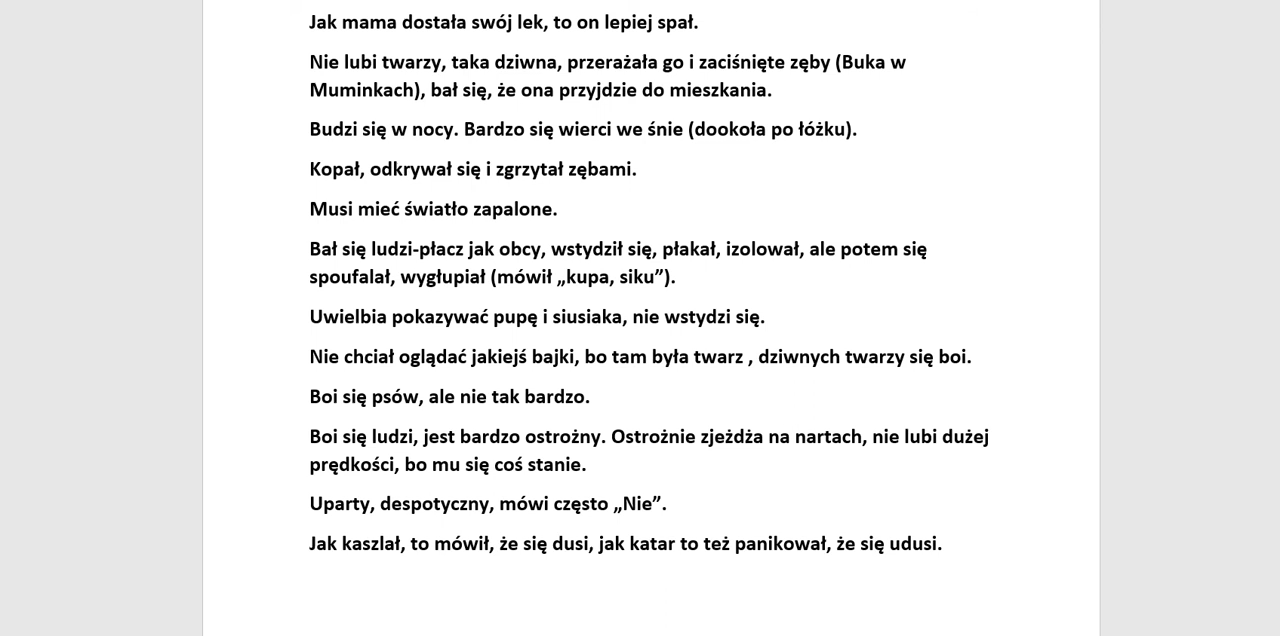 Jak mama dostała swój lek, to on lepiej spał.
Nie lubi twarzy, taka dziwna, przerażała go i zaciśnięte zęby (Buka w
Muminkach), bał się, że ona przyjdzie do mieszkania.
Budzi się w nocy. Bardzo się wierci we śnie (dookoła po łóżku).
Kopał, odkrywał się i zgrzytał zębami.
Musi mieć światło zapalone.
Bał się ludzi-płacz jak obcy, wstydził się, płakał, izolował, ale potem się
spoufalał, wygłupiał (mówił „kupa, siku”).
Uwielbia pokazywać pupę i siusiaka, nie wstydzi się.
Nie chciał oglądać jakiejś bajki, bo tam była twarz , dziwnych twarzy się boi.
Boi się psów, ale nie tak bardzo.
Boi się ludzi, jest bardzo ostrożny. Ostrożnie zjeżdża na nartach, nie lubi dużej
prędkości, bo mu się coś stanie.
Uparty, despotyczny, mówi często „Nie”.
Jak kaszlał, to mówił, że się dusi, jak katar to też panikował, że się udusi.